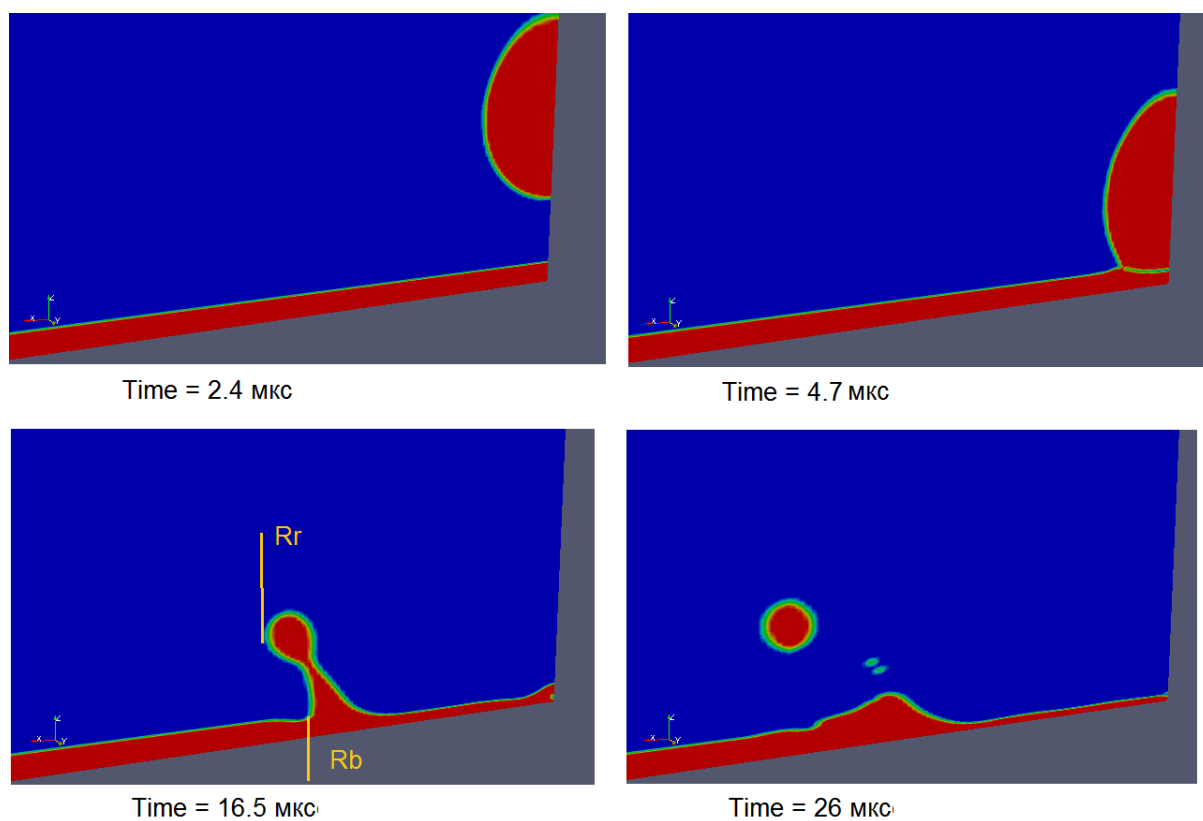 Z
X
Y
Z
X
Y
Time = 2.4 мкс
Time = 4.7 мкс
Rr
Z
X
Y
Rb
Z
X
Y
Time = 16.5 мкс
Time = 26 мкс